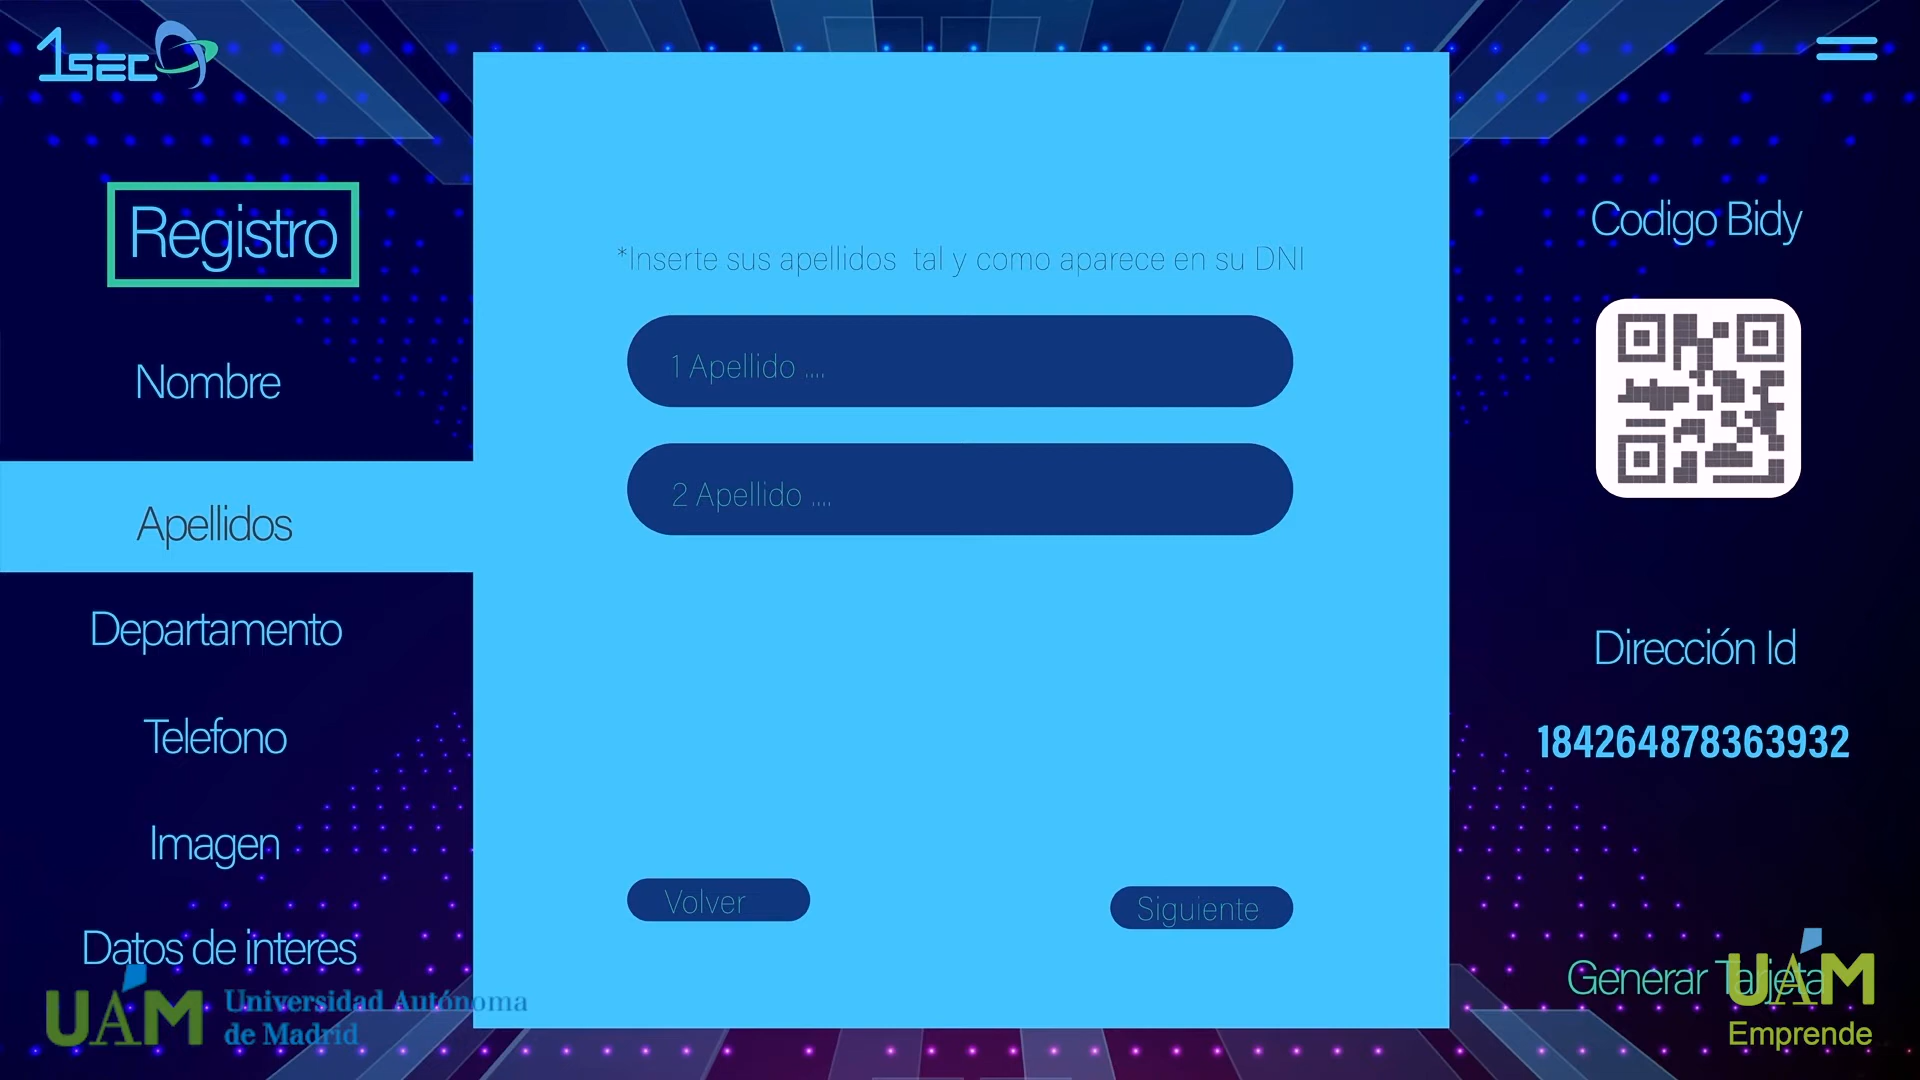 1SEC
Registro
Nombre
Apellidos
Departamento
Telefono
Imagen
Datos de interes
*Inserte sus apellidos tal y como aparece en su DNI
1 Apellido ....
2 Apellido ....
Volver
Siguiente
Codigo Bidy
Dirección Id
184264878363932
Generar Tarjeta
UAM Universidad Autónoma
de Madrid
UAM
Emprende